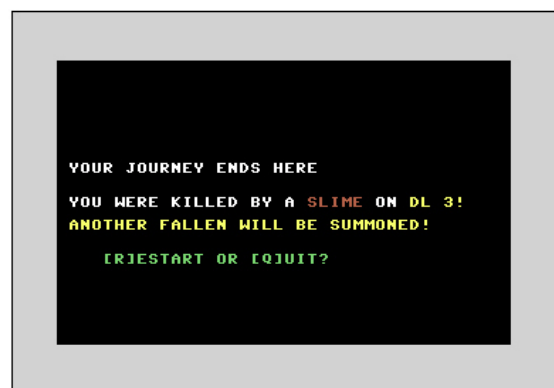 YOUR JOURNEY ENDS HERE
YOU WERE KILLED BY A SLIME ON DL 3!
ANOTHER FALLEN WILL BE SUMMONED!
[R]ESTART OR [Q]UIT?